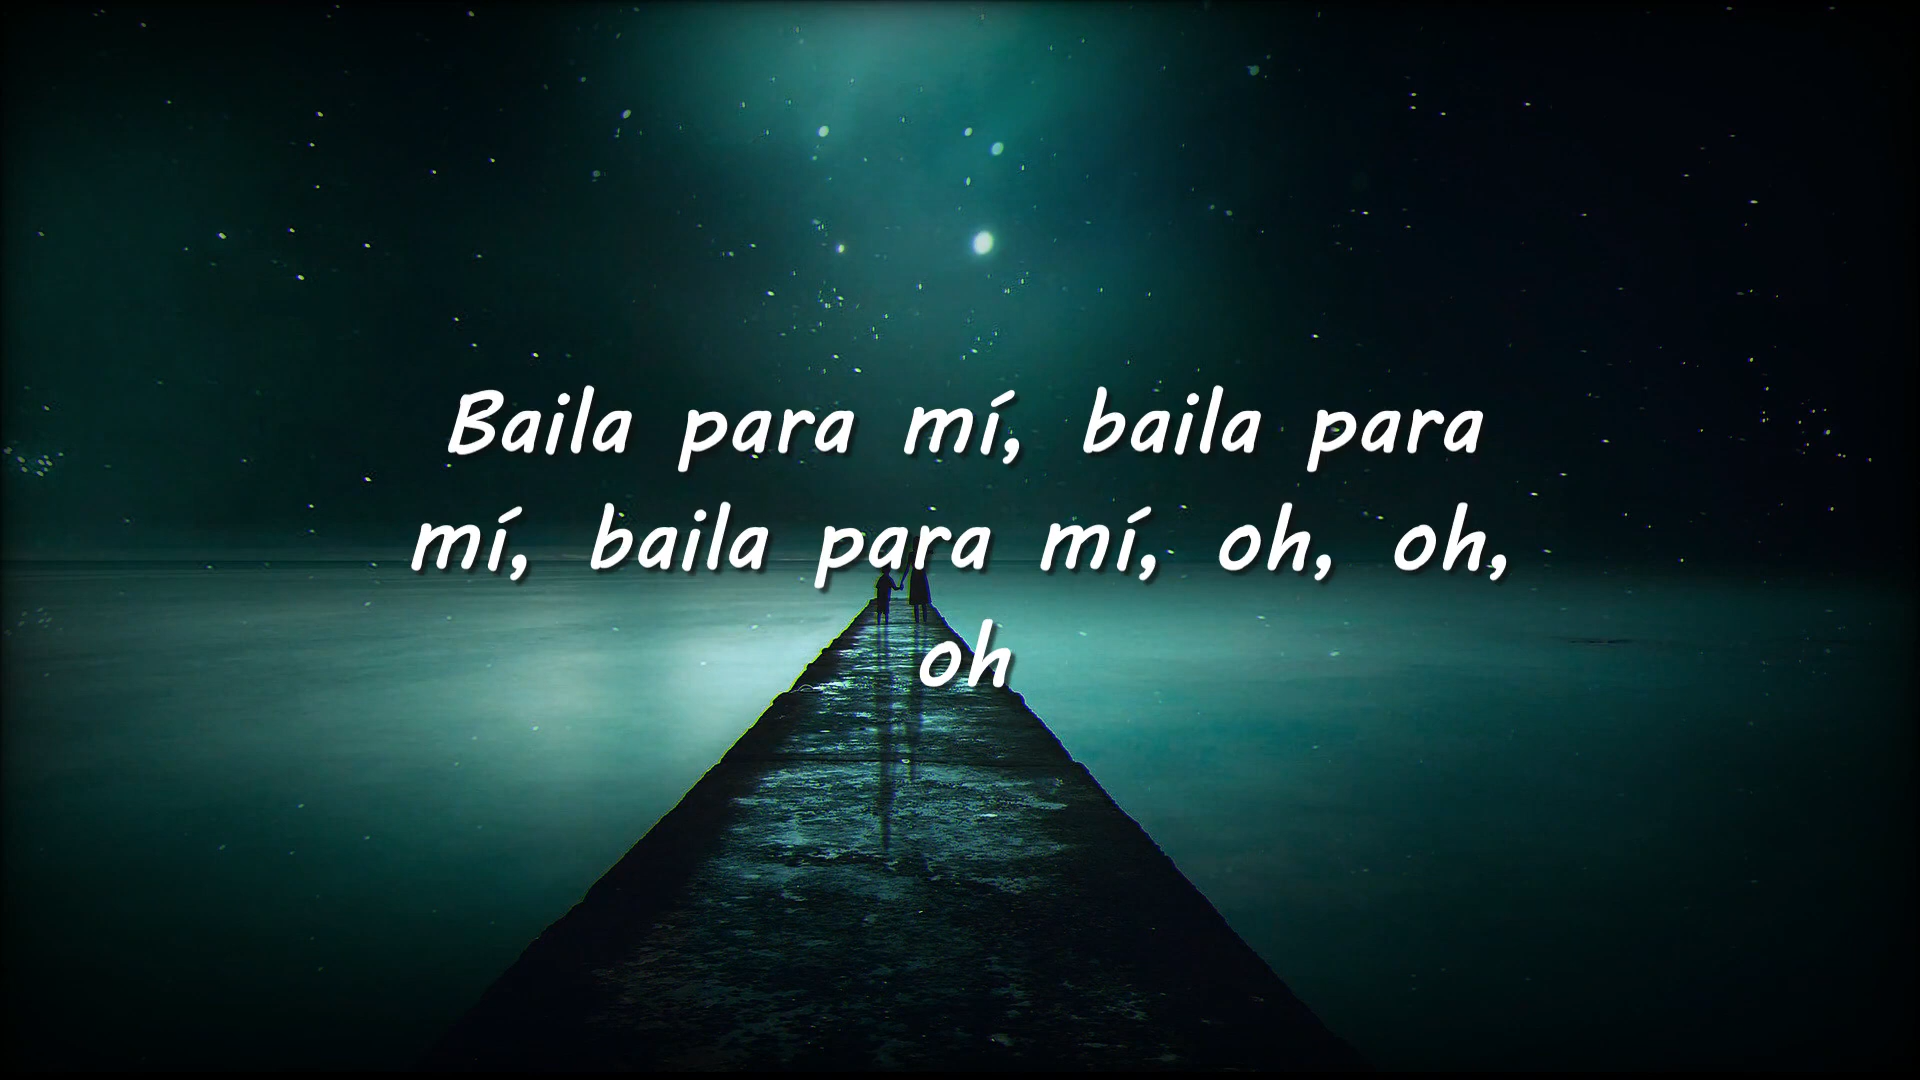 Baila para mí, baila para
mí, baila para mí, oh, oh,
oh